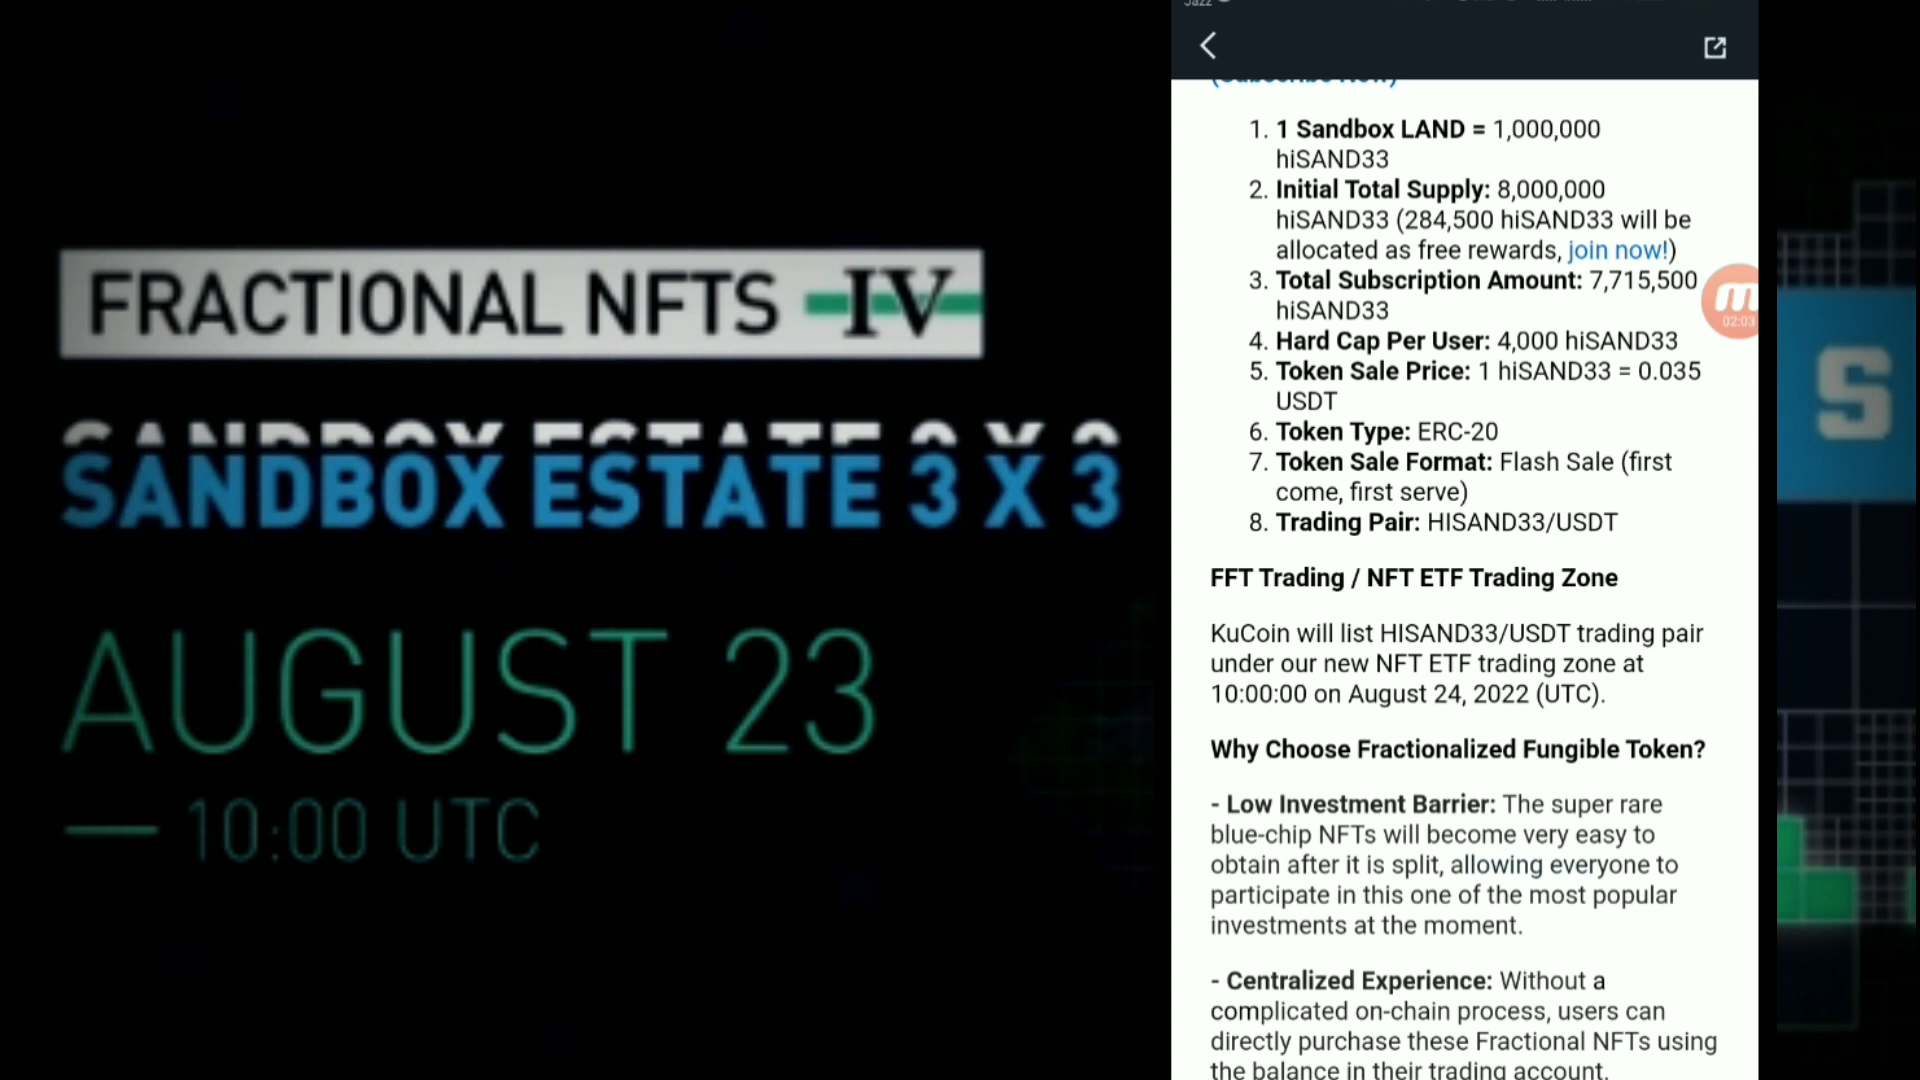 FRACTIONAL NFTS IV
SANDBOX ESTATE 3 X 3
SANDBOX ESTATE 3 X 3
AUGUST 23
— 10:00 UTC
Jazz
(Subscribe Now)
1. 1 Sandbox LAND = 1,000,000
hiSAND33
2. Initial Total Supply: 8,000,000
hiSAND33 (284,500 hiSAND33 will be
allocated as free rewards, join now!)
3. Total Subscription Amount: 7,715,500
hiSAND33
4. Hard Cap Per User: 4,000 hiSAND33
5. Token Sale Price: 1 hiSAND33 = 0.035
USDT
6. Token Type: ERC-20
7. Token Sale Format: Flash Sale (first
come, first serve)
8. Trading Pair: HISAND33/USDT
02:03
FFT Trading / NFT ETF Trading Zone
KuCoin will list HISAND33/USDT trading pair
under our new NFT ETF trading zone at
10:00:00 on August 24, 2022 (UTC).
Why Choose Fractionalized Fungible Token?
- Low Investment Barrier: The super rare
blue-chip NFTs will become very easy to
obtain after it is split, allowing everyone to
participate in this one of the most popular
investments at the moment.
- Centralized Experience: Without a
complicated on-chain process, users can
directly purchase these Fractional NFTs using
the balance in their trading account.
S